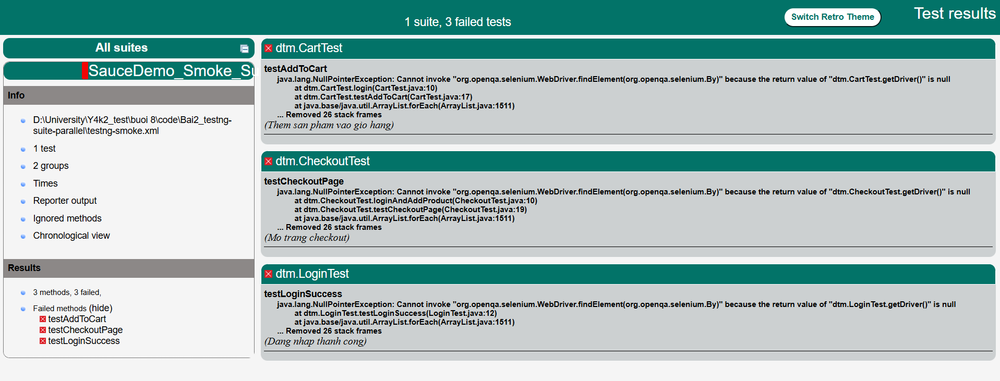 1 suite, 3 failed tests
Switch Retro Theme
Test results
All suites
SauceDemo_Smoke_Su
Info
D:\University\Y4k2_test\buoi 8\code\Bai2_testng-
suite-parallel\testng-smoke.xml
1 test
2 groups
Times
Reporter output
Ignored methods
Chronological view
Results
3 methods, 3 failed,
Failed methods (hide)
testAddToCart
testCheckoutPage
testLoginSuccess
dtm.CartTest
testAddToCart
java.lang.NullPointerException: Cannot invoke "org.openqa.selenium.WebDriver.findElement(org.openqa.selenium.By)" because the return value of "dtm.CartTest.getDriver()" is null
at dtm.CartTest.login(CartTest.java:10)
at dtm.CartTest.testAddToCart(CartTest.java:17)
at java.base/java.util.ArrayList.forEach(ArrayList.java:1511)
... Removed 26 stack frames
(Them san pham vao gio hang)
dtm.CheckoutTest
testCheckoutPage
java.lang.NullPointerException: Cannot invoke "org.openqa.selenium.WebDriver.findElement(org.openqa.selenium.By)" because the return value of "dtm.CheckoutTest.getDriver()" is null
at dtm.CheckoutTest.loginAndAddProduct(CheckoutTest.java:10)
at dtm.CheckoutTest.testCheckoutPage(CheckoutTest.java:19)
at java.base/java.util.ArrayList.forEach(ArrayList.java:1511)
... Removed 26 stack frames
(Mo trang checkout)
dtm.LoginTest
testLoginSuccess
java.lang.NullPointerException: Cannot invoke "org.openqa.selenium.WebDriver.findElement(org.openqa.selenium.By)" because the return value of "dtm.LoginTest.getDriver()" is null
at dtm.LoginTest.testLoginSuccess(LoginTest.java:12)
at java.base/java.util.ArrayList.forEach(ArrayList.java:1511)
... Removed 26 stack frames
(Dang nhap thanh cong)